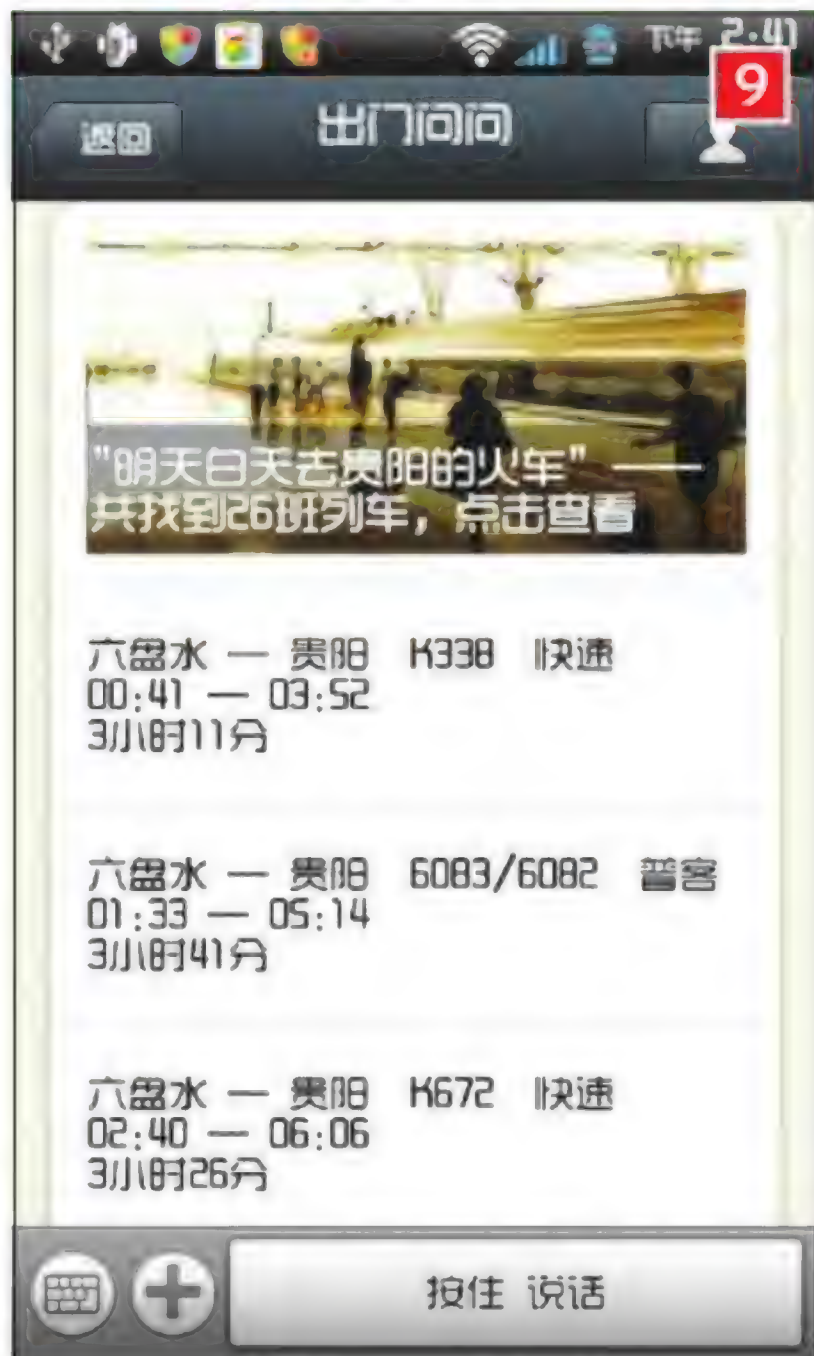 下午 2:41
9
返回
出门问问
"明天白天去贵阳的火车" ——
共找到26班列车，点击查看
六盘水 — 贵阳 K338 快速
00:41 — 03:52
3小时11分
六盘水 — 贵阳 6083/6082 普客
01:33 — 05:14
3小时41分
六盘水 — 贵阳 K672 快速
02:40 — 06:06
3小时26分
按住 说话